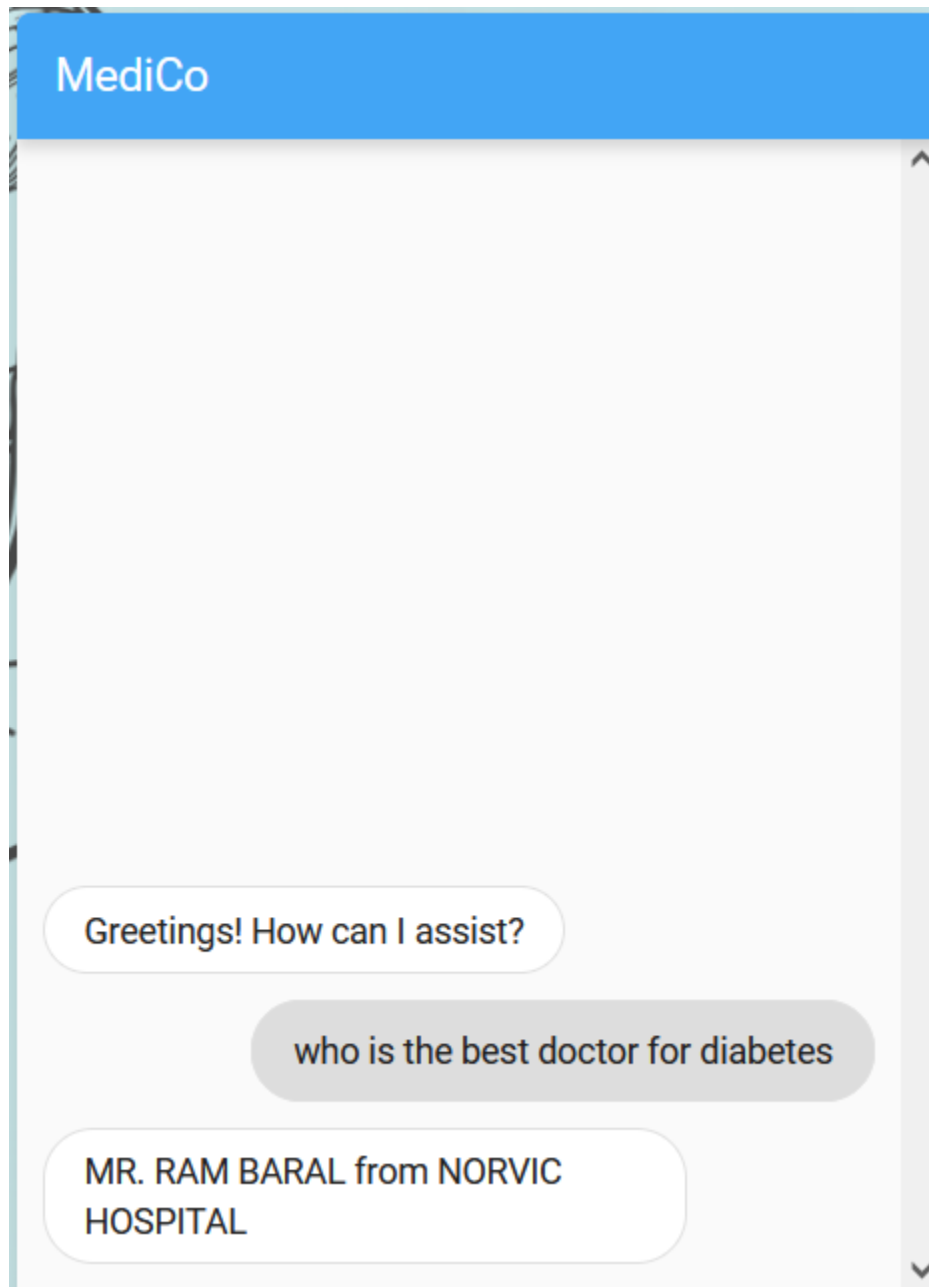 MediCo
Greetings! How can I assist?
who is the best doctor for diabetes
MR. RAM BARAL from NORVIC
HOSPITAL